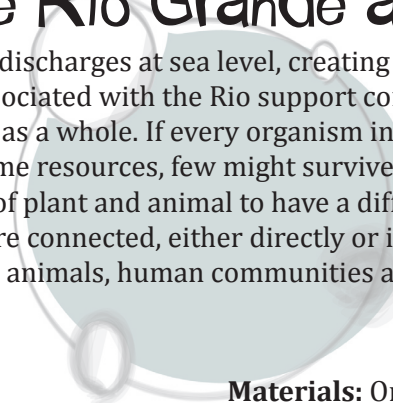 Rio Grande
discharges at sea level, creating
ociated with the Rio support
as a whole. If every organism in
me resources, few might survive
of plant and animal to have a
re connected, either directly or
animals, human communities
Materials: